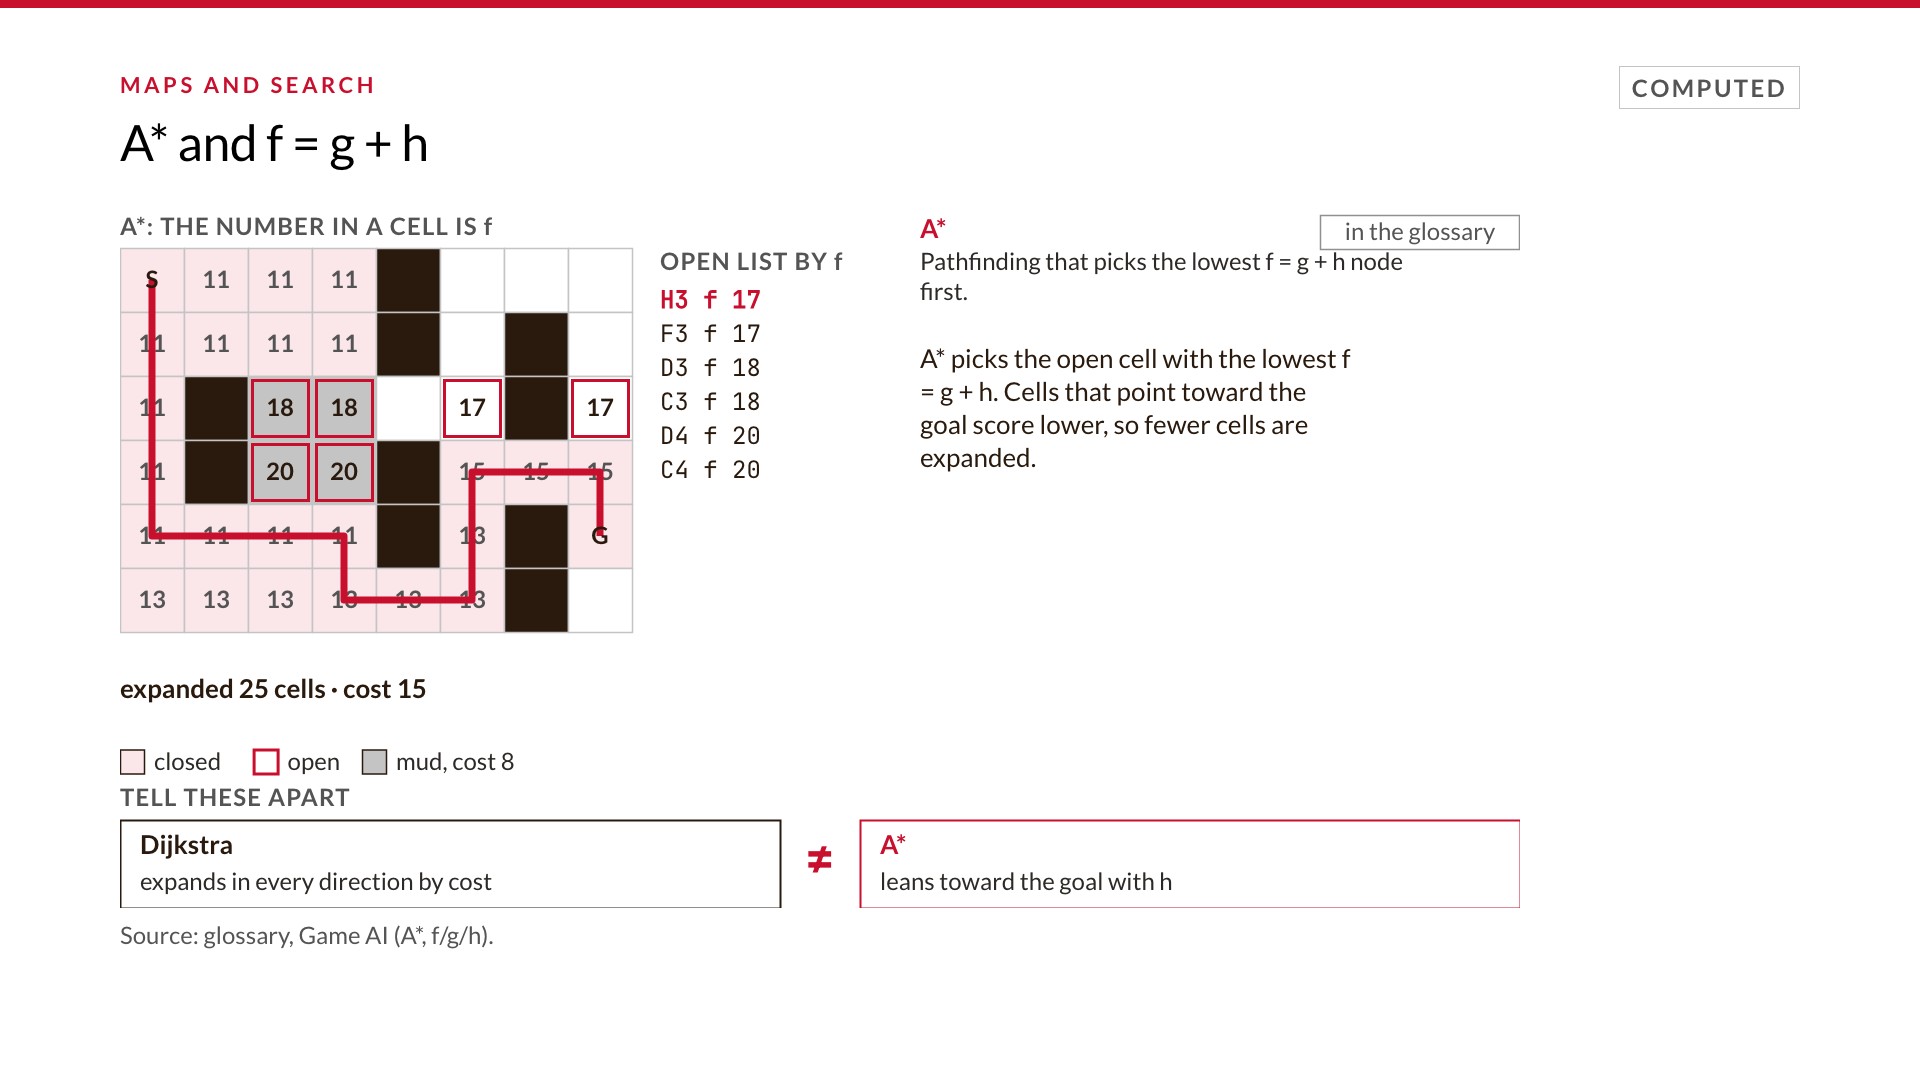 MAPS AND SEARCH
COMPUTED
A* and f = g + h
A*: THE NUMBER IN A CELL IS f
S 11 11 11
11 11 11 11
11 18 18 17 17
11 20 20 15 15 15
11 11 11 11 13 G
13 13 13 13 13 13
OPEN LIST BY f
H3 f 17
F3 f 17
D3 f 18
C3 f 18
D4 f 20
C4 f 20
A*
in the glossary
Pathfinding that picks the lowest f = g + h node
first.
A* picks the open cell with the lowest f
= g + h. Cells that point toward the
goal score lower, so fewer cells are
expanded.
expanded 25 cells · cost 15
closed
open
mud, cost 8
TELL THESE APART
Dijkstra
expands in every direction by cost
≠
A*
leans toward the goal with h
Source: glossary, Game AI (A*, f/g/h).